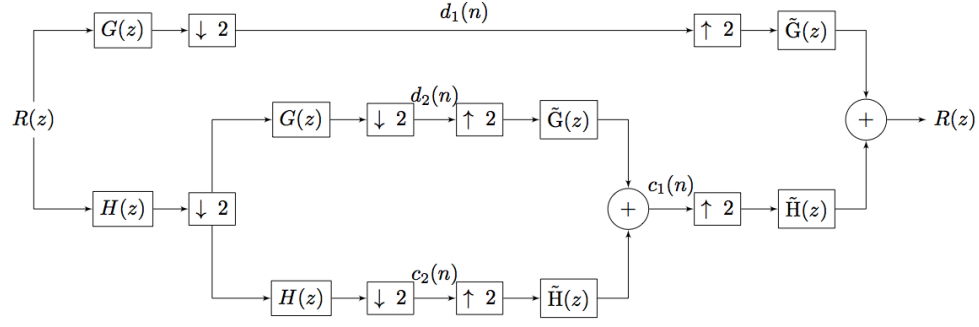 d₁(n)
G(z) ↓ 2 ↑ 2 G̃(z)
d₂(n)
R(z) G(z) ↓ 2 ↑ 2 G̃(z) + R(z)
c₁(n)
H(z) ↓ 2 + ↑ 2 H̃(z)
c₂(n)
H(z) ↓ 2 ↑ 2 H̃(z)